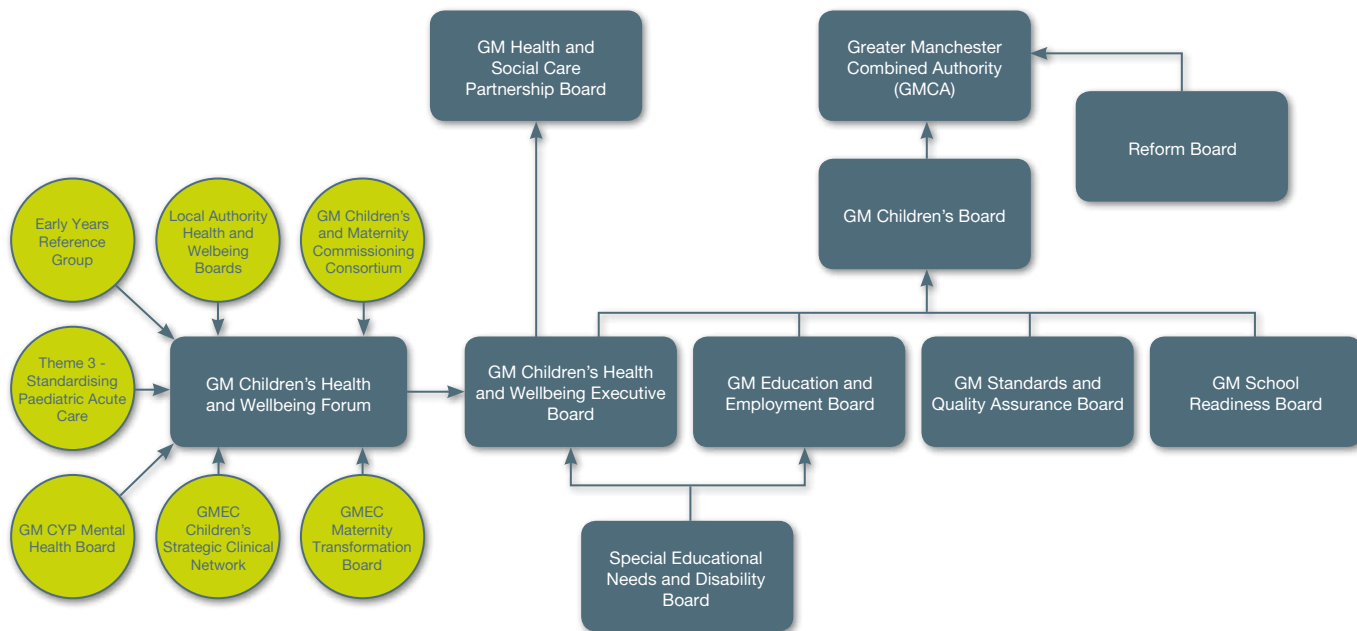 GM Health and
Social Care
Partnership Board
Greater Manchester
Combined Authority
(GMCA)
Reform Board
GM Children’s Board
Early Years
Reference
Group
Local Authority
Health and
Welbeing
Boards
GM Children’s
and Maternity
Commissioning
Consortium
Theme 3 -
Standardising
Paediatric Acute
Care
GM Children’s Health
and Wellbeing Forum
GM Children’s Health
and Wellbeing Executive
Board
GM Education and
Employment Board
GM Standards and
Quality Assurance Board
GM School
Readiness Board
GM CYP Mental
Health Board
GMEC
Children’s
Strategic Clinical
Network
GMEC
Maternity
Transformation
Board
Special Educational
Needs and Disability
Board